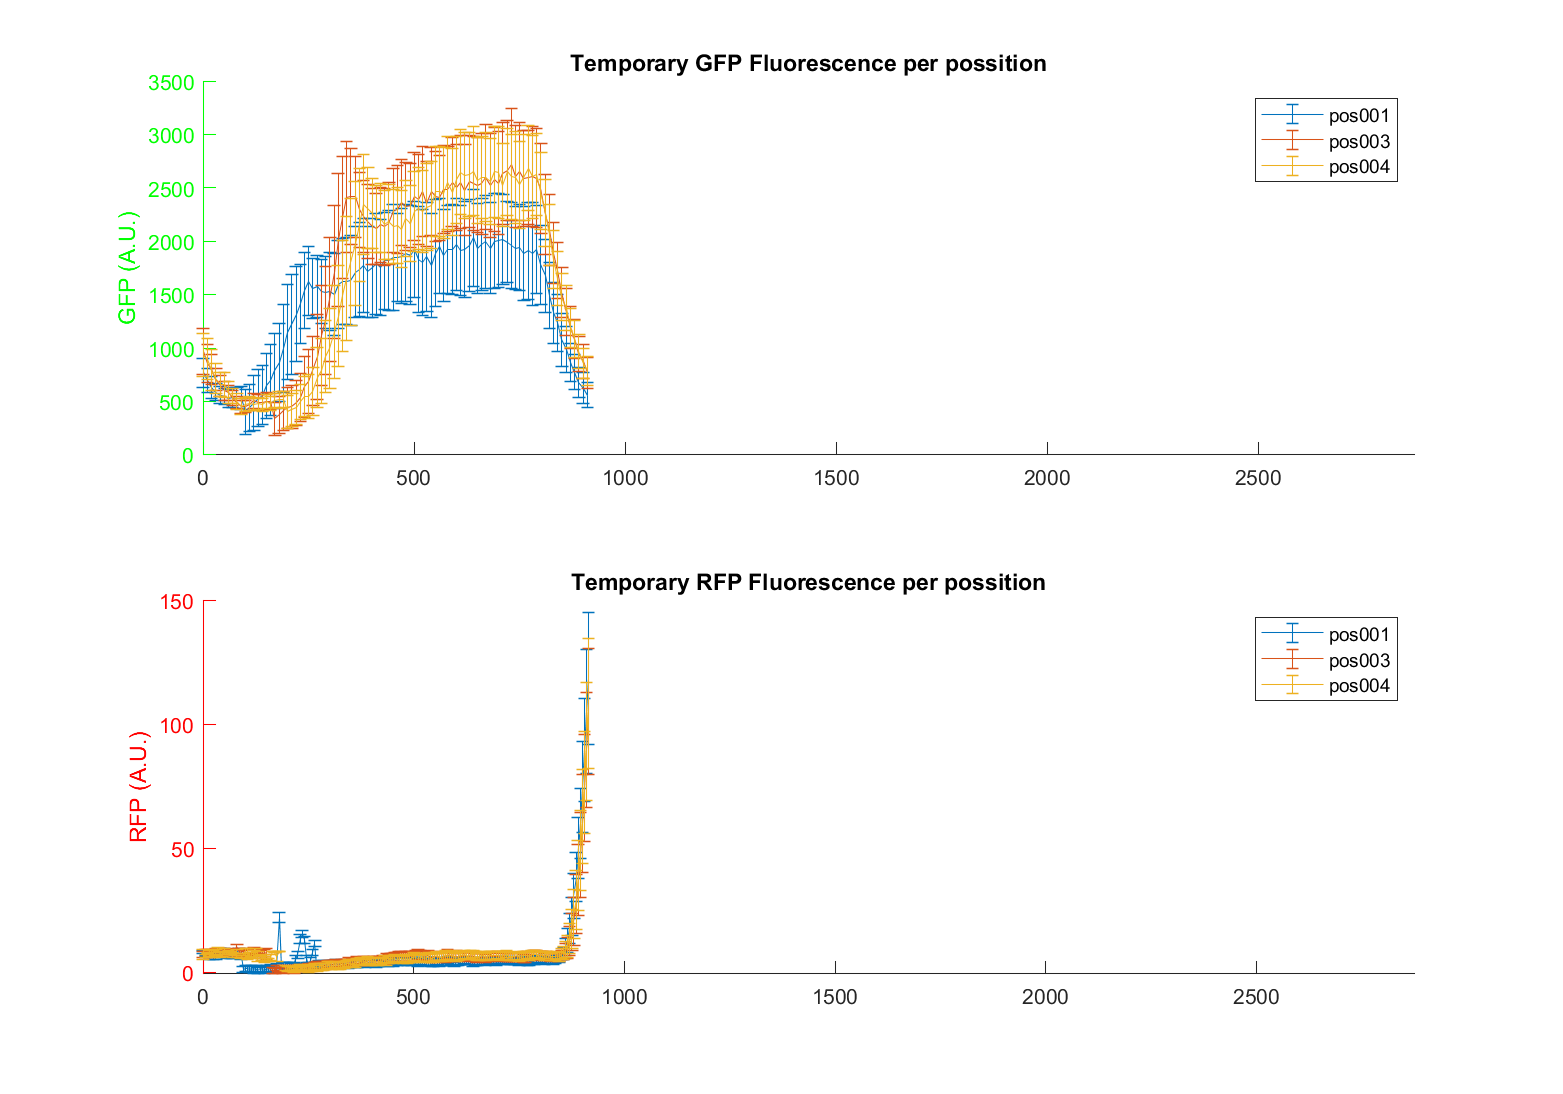 Temporary GFP Fluorescence per possition
GFP (A.U.)
3500
3000
2500
2000
1500
1000
500
0
0 500 1000 1500 2000 2500
pos001
pos003
pos004
Temporary RFP Fluorescence per possition
RFP (A.U.)
150
100
50
0
0 500 1000 1500 2000 2500
pos001
pos003
pos004